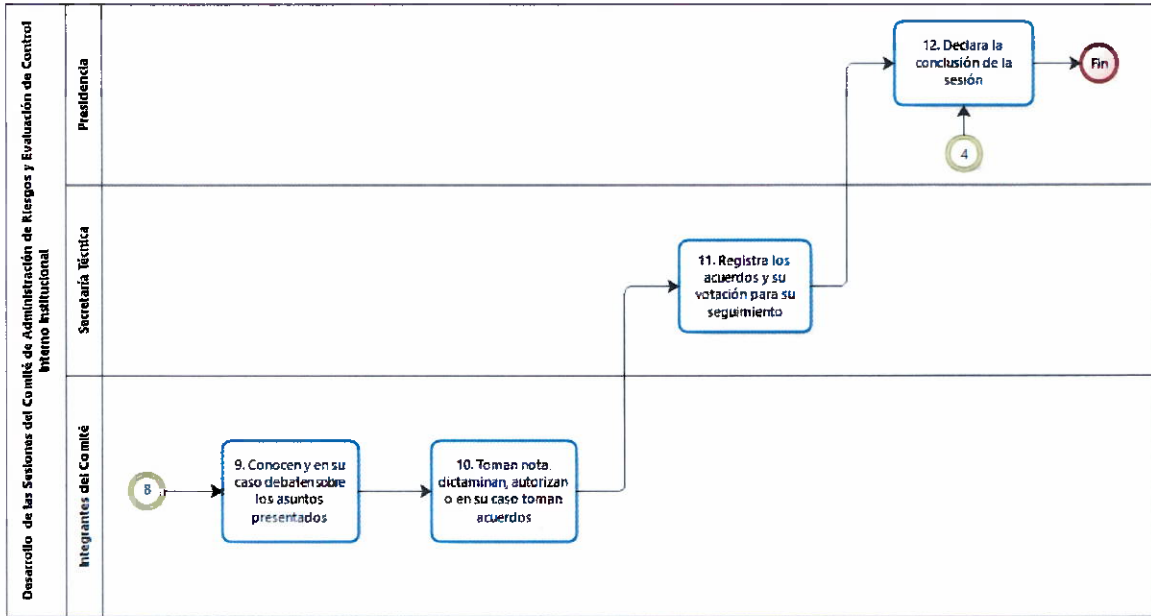 Desarrollo de las Sesiones del Comité de Administración de Riesgos y Evaluación de Control
Interno Institucional
Presidencia
12. Declara la
conclusión de la
sesión
Fin
4
Secretaría Técnica
11. Registra los
acuerdos y su
votación para su
seguimiento
Integrantes del Comité
8
9. Conocen y en su
caso debaten sobre
los asuntos
presentados
10. Toman nota,
dictaminan, autorizan
o en su caso toman
acuerdos